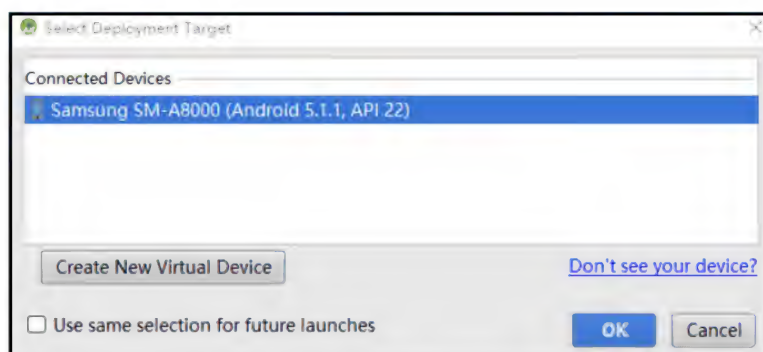 Select Deployment Target
Connected Devices
Samsung SM-A8000 (Android 5.1.1, API 22)
Create New Virtual Device
Don't see your device?
Use same selection for future launches
OK
Cancel